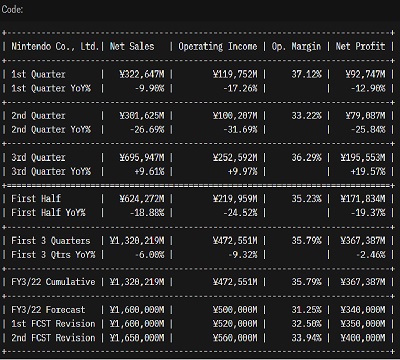 Code:
+-----------------------------------------------------------------------------+
| Nintendo Co., Ltd.| Net Sales | Operating Income | Op. Margin | Net Profit |
+-----------------------------------------------------------------------------+
| 1st Quarter | ¥322,647M | ¥119,752M | 37.12% | ¥92,747M |
| 1st Quarter YoY% | -9.90% | -17.26% | | -12.90% |
+-----------------------------------------------------------------------------+
| 2nd Quarter | ¥301,625M | ¥100,207M | 33.22% | ¥79,087M |
| 2nd Quarter YoY% | -26.69% | -31.69% | | -25.84% |
+-----------------------------------------------------------------------------+
| 3rd Quarter | ¥695,947M | ¥252,592M | 36.29% | ¥195,553M |
| 3rd Quarter YoY% | +9.61% | +9.97% | | +19.57% |
+=============================================================================+
| First Half | ¥624,272M | ¥219,959M | 35.23% | ¥171,834M |
| First Half YoY% | -18.88% | -24.52% | | -19.37% |
+-----------------------------------------------------------------------------+
| First 3 Quarters | ¥1,320,219M | ¥472,551M | 35.79% | ¥367,387M |
| First 3 Qtrs YoY% | -6.00% | -9.32% | | -2.46% |
+-----------------------------------------------------------------------------+
| FY3/22 Cumulative | ¥1,320,219M | ¥472,551M | 35.79% | ¥367,387M |
+-----------------------------------------------------------------------------+
| FY3/22 Forecast | ¥1,600,000M | ¥500,000M | 31.25% | ¥340,000M |
| 1st FCST Revision | ¥1,600,000M | ¥520,000M | 32.50% | ¥350,000M |
| 2nd FCST Revision | ¥1,650,000M | ¥560,000M | 33.94% | ¥400,000M |
+-----------------------------------------------------------------------------+